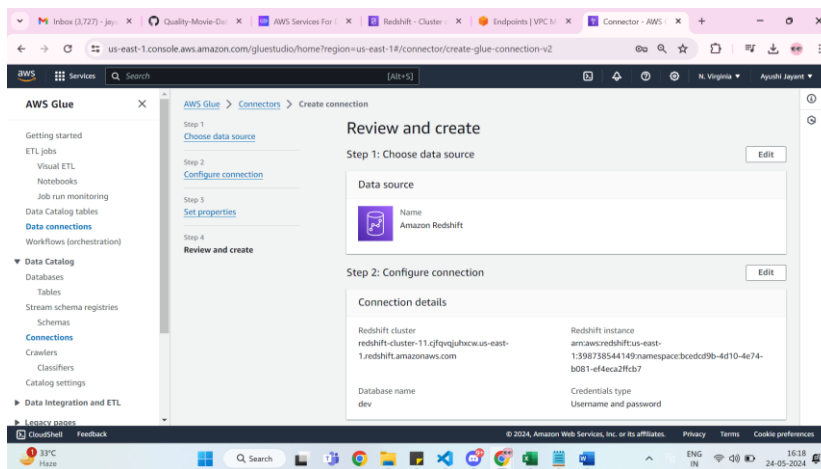 Inbox (3,727) - jay
Quality-Movie-Da
AWS Services For
Redshift - Cluster
Endpoints | VPC M
Connector - AWS
us-east-1.console.aws.amazon.com/gluestudio/home?region=us-east-1#/connector/create-glue-connection-v2
aws
Services
Search
[Alt+S]
N. Virginia
Ayushi Jayant
AWS Glue
Getting started
ETL jobs
Visual ETL
Notebooks
Job run monitoring
Data Catalog tables
Data connections
Workflows (orchestration)
Data Catalog
Databases
Tables
Stream schema registries
Schemas
Connections
Crawlers
Classifiers
Catalog settings
Data Integration and ETL
Legacy pages
AWS Glue > Connectors > Create connection
Step 1
Choose data source
Step 2
Configure connection
Step 3
Set properties
Step 4
Review and create
Review and create
Step 1: Choose data source
Edit
Data source
Name
Amazon Redshift
Step 2: Configure connection
Edit
Connection details
Redshift cluster
redshift-cluster-11.cjfqvqjuhxcw.us-east-
1.redshift.amazonaws.com
Redshift instance
arn:aws:redshift:us-east-
1:398738544149:namespace:bcedcd9b-4d10-4e74-
b081-ef4eca2ffcb7
Database name
dev
Credentials type
Username and password
CloudShell
Feedback
© 2024, Amazon Web Services, Inc. or its affiliates.
Privacy
Terms
Cookie preferences
1
33°C
Haze
Search
ENG
IN
16:18
24-05-2024